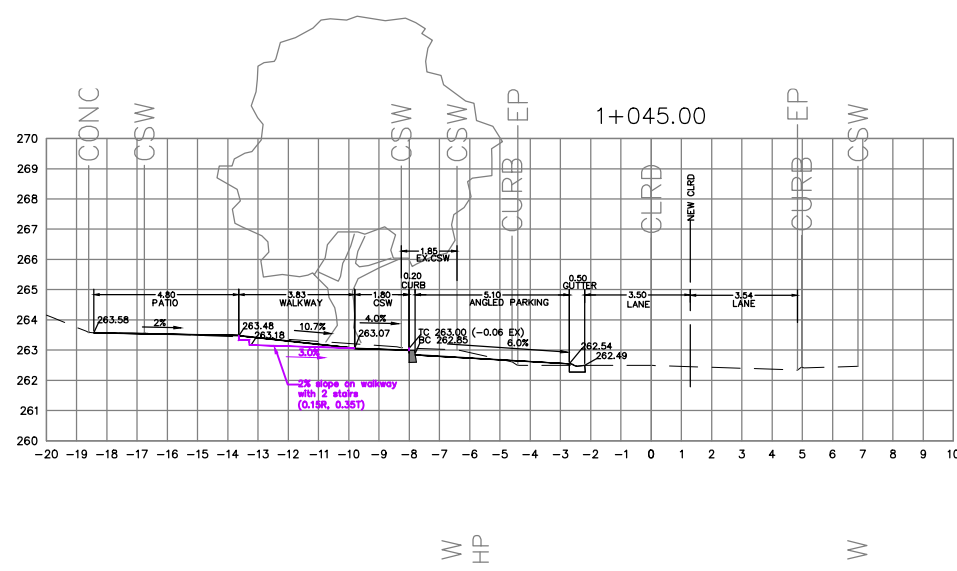 1+045.00
CONC
CSW
CSW
CSW
EP
CURB
CLRD
NEW CLRD
EP
CURB
CSW
270
269
268
267
266
265
264
263
262
261
260
1.85
EX.CSW
0.20
CURB
0.50
GUTTER
4.80
PATIO
3.83
WALKWAY
1.80
CSW
5.10
ANGLED PARKING
3.50
LANE
3.54
LANE
263.58
2%
263.48
263.18
10.7%
4.0%
263.07
TC 263.00 (-0.06 EX)
BC 262.85
6.0%
262.54
262.49
3.0%
2% slope on walkway
with 2 stairs
(0.15R, 0.35T)
-20 -19 -18 -17 -16 -15 -14 -13 -12 -11 -10 -9 -8 -7 -6 -5 -4 -3 -2 -1 0 1 2 3 4 5 6 7 8 9 10
W
HP
W